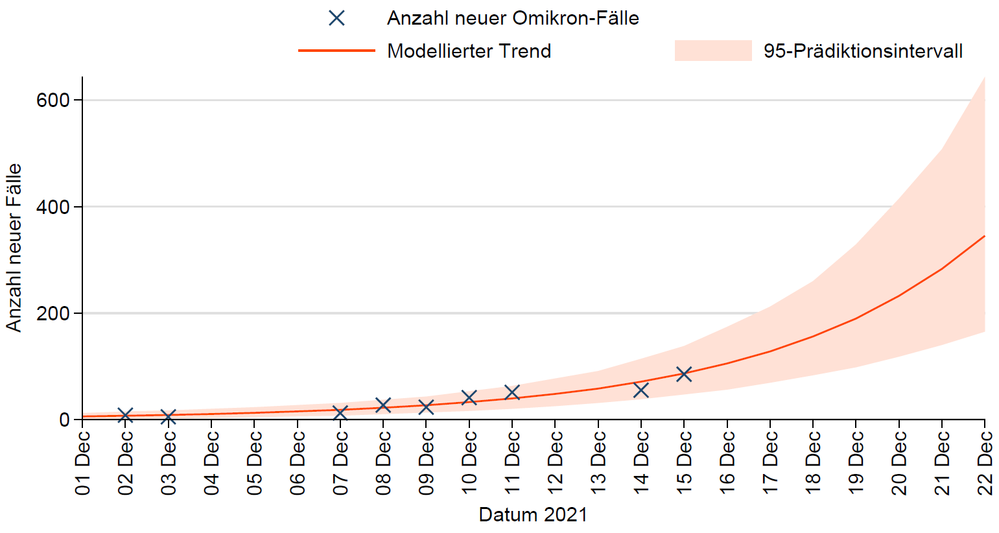 Anzahl neuer Omikron-Fälle
Modellierter Trend
95-Prädiktionsintervall
Anzahl neuer Fälle
600
400
200
0
01 Dec
02 Dec
03 Dec
04 Dec
05 Dec
06 Dec
07 Dec
08 Dec
09 Dec
10 Dec
11 Dec
12 Dec
13 Dec
14 Dec
15 Dec
16 Dec
17 Dec
18 Dec
19 Dec
20 Dec
21 Dec
22 Dec
Datum 2021